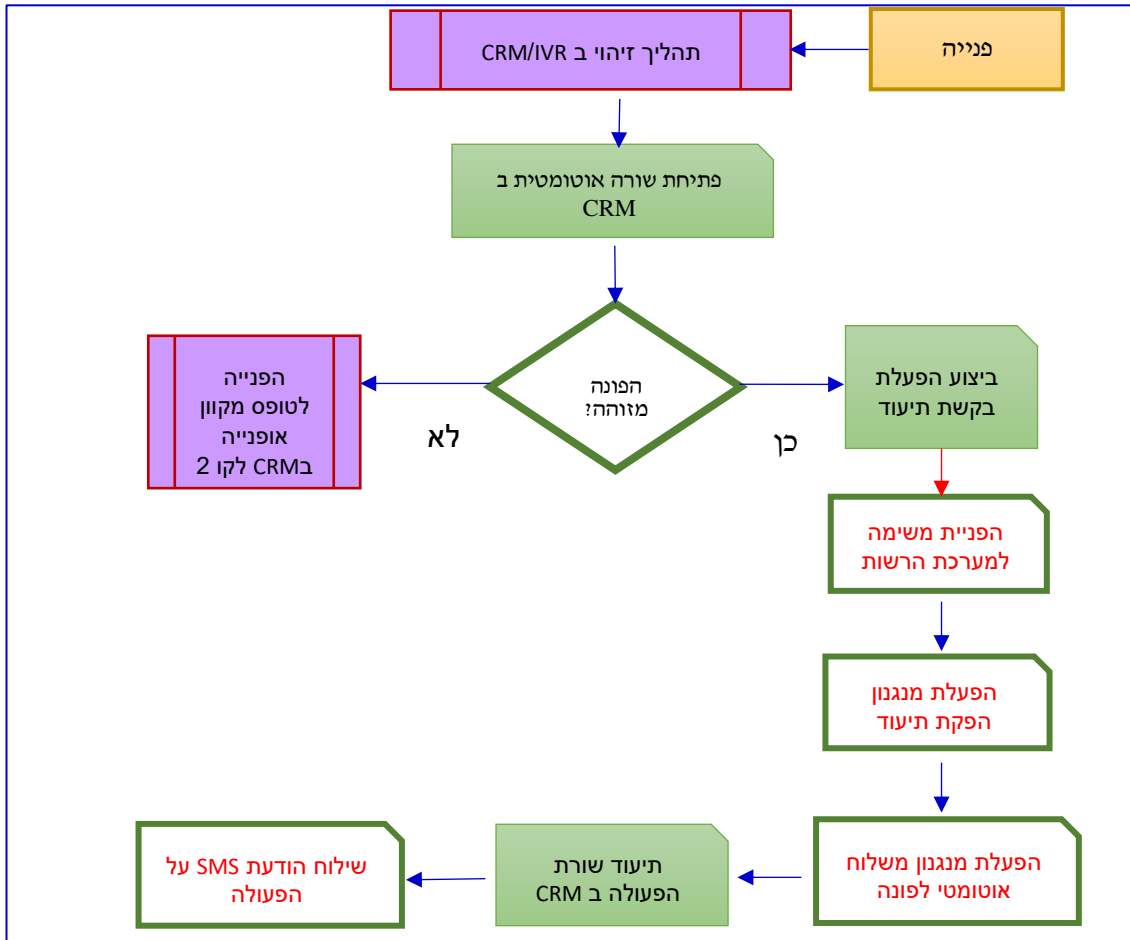 פנייה
תהליך זיהוי ב CRM/IVR
פתיחת שורה אוטומטית ב
CRM
הפונה
מזוהה?
כן
לא
הפנייה
לטופס מקוון
אופנייה
בCRM לקו 2
ביצוע הפעלת
בקשת תיעוד
הפניית משימה
למערכת הרשות
הפעלת מנגנון
הפקת תיעוד
הפעלת מנגנון משלוח
אוטומטי לפונה
תיעוד שורת
הפעולה ב CRM
שילוח הודעת SMS על
הפעולה